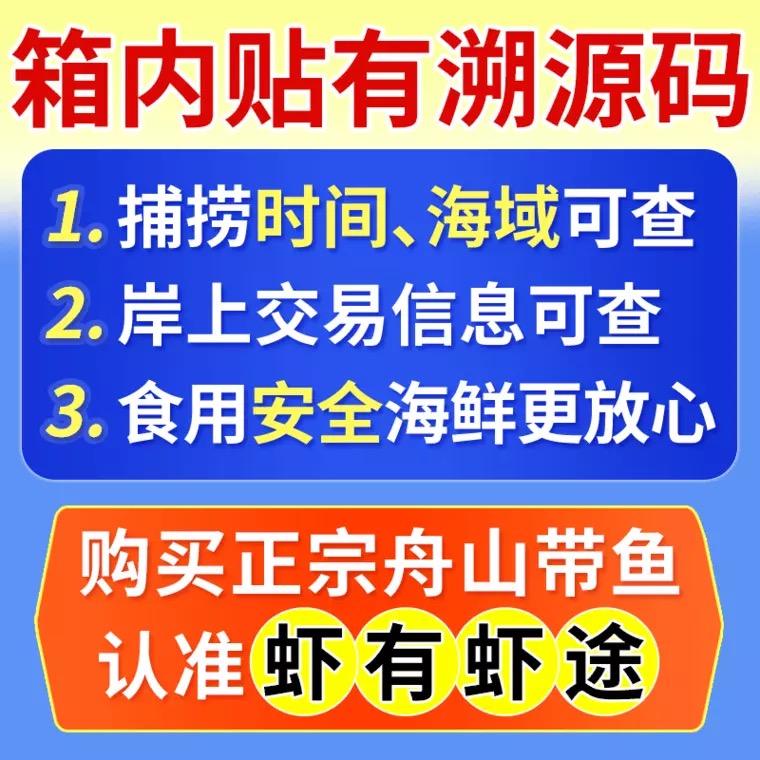 箱内贴有溯源码
1. 捕捞时间、海域可查
2. 岸上交易信息可查
3. 食用安全海鲜更放心
购买正宗舟山带鱼
认准虾有虾途